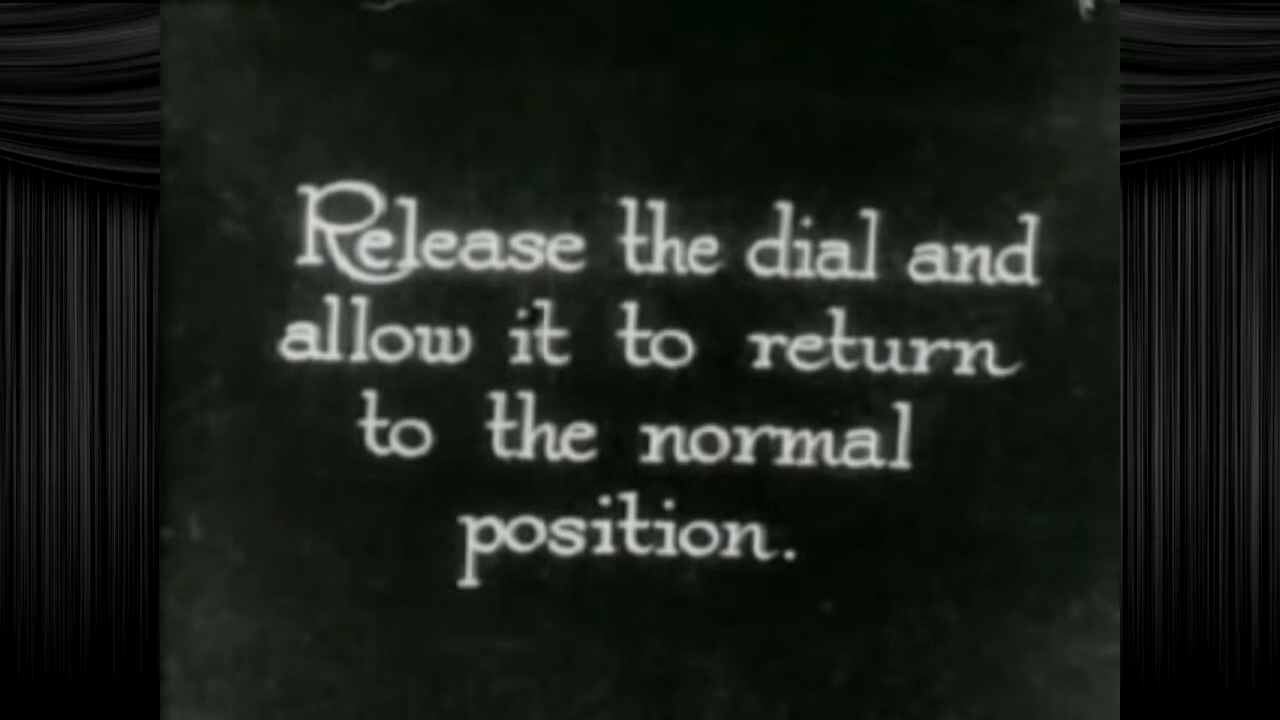 Release the dial and
allow it to return
to the normal
position.